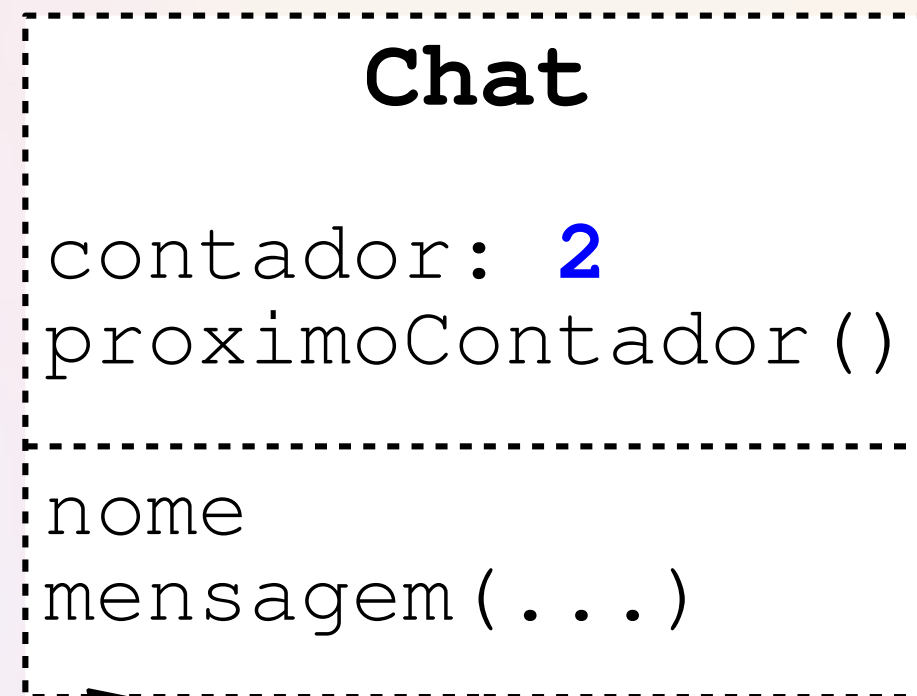 Chat
contador: 2
proximoContador()
nome
mensagem(...)